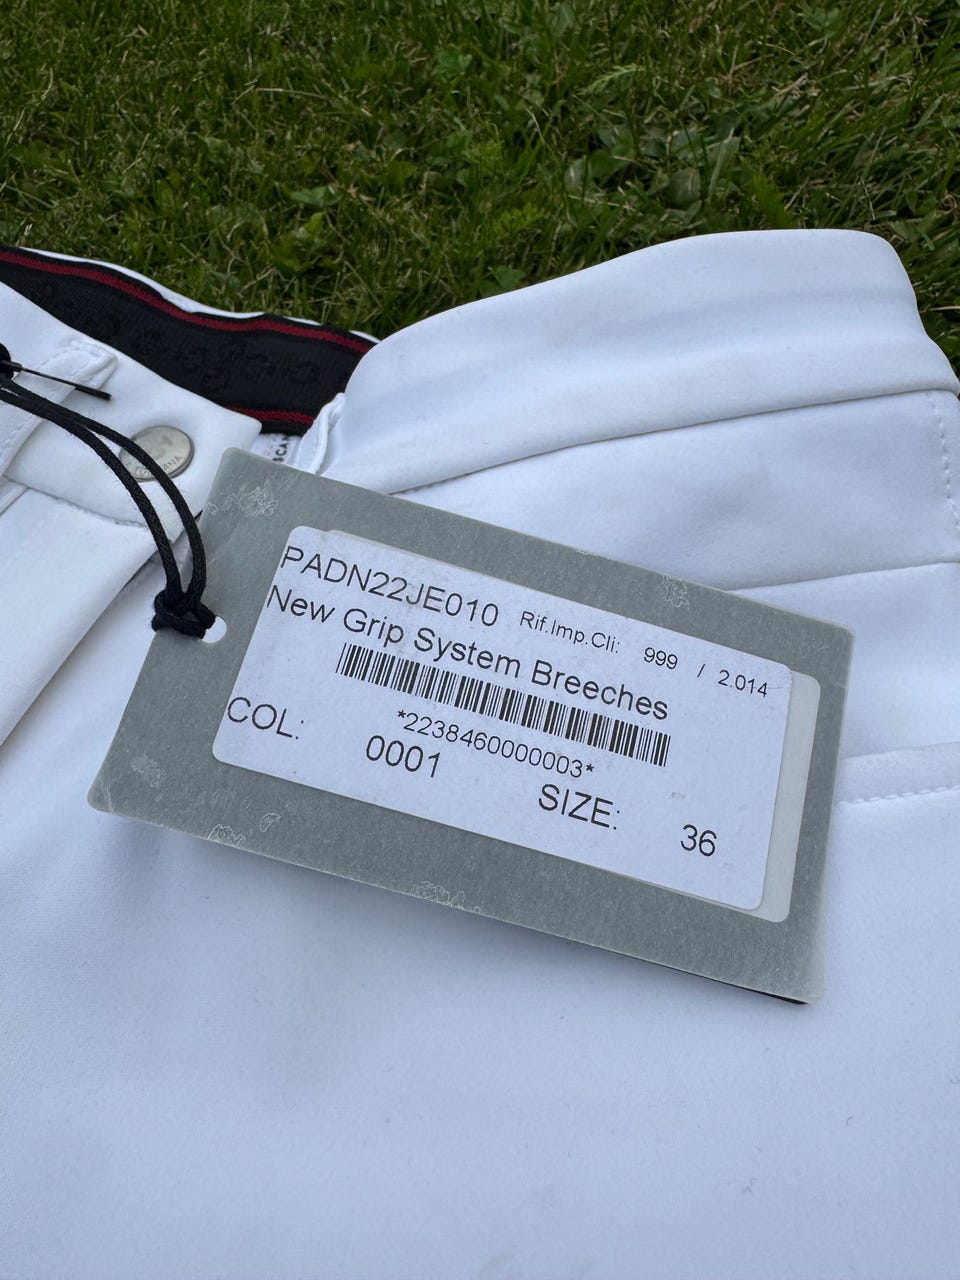 PADN22JE010 Rif.Imp.Cli: 999 / 2.014
New Grip System Breeches
*2238460000003*
COL: 0001
SIZE: 36